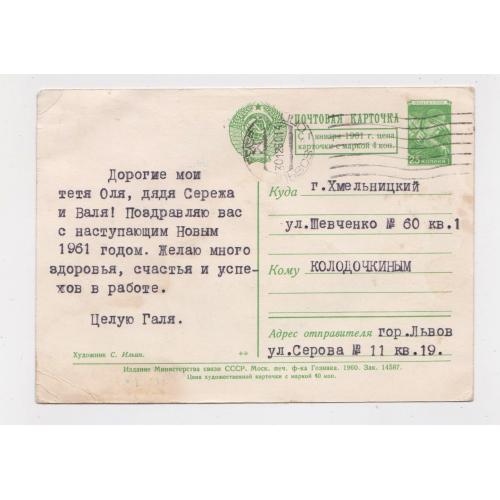 ПОЧТОВАЯ КАРТОЧКА
С 1 января 1961 г. цена
карточки с маркой 4 коп.
25 КОПЕЕК
Дорогие мои
тетя Оля, дядя Сережа
и Валя! Поздравляю вас
с наступающим Новым
1961 годом. Желаю много
здоровья, счастья и успе-
хов в работе.
Целую Галя.
Художник С. Ильин.
**
Куда г.Хмельницкий
ул.Шевченко № 60 кв.1
Кому КОЛОДОЧКИНЫМ
Адрес отправителя гор.Львов
ул.Серова № 11 кв.19.
Издание Министерства связи СССР. Моск. печ. ф-ка Гознака. 1960. Зак. 14587.
Цена художественной карточки с маркой 40 коп.